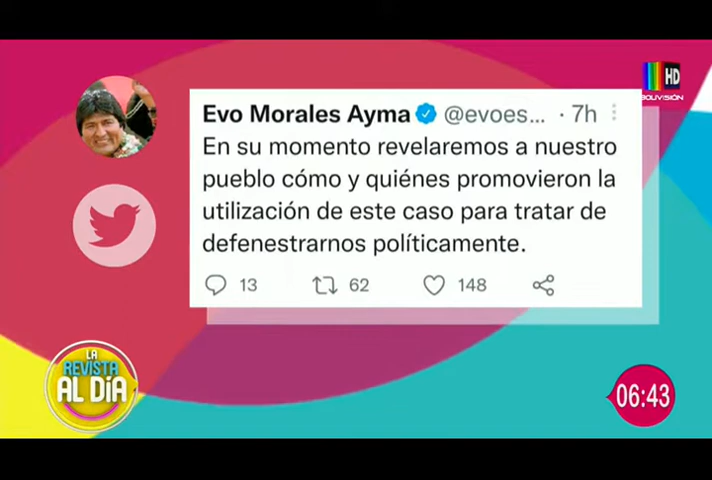 HD
BOLIVISIÓN
Evo Morales Ayma @evoes... · 7h
En su momento revelaremos a nuestro
pueblo cómo y quiénes promovieron la
utilización de este caso para tratar de
defenestrarnos políticamente.
13 62 148
LA
REVISTA
AL DÍA
06:43